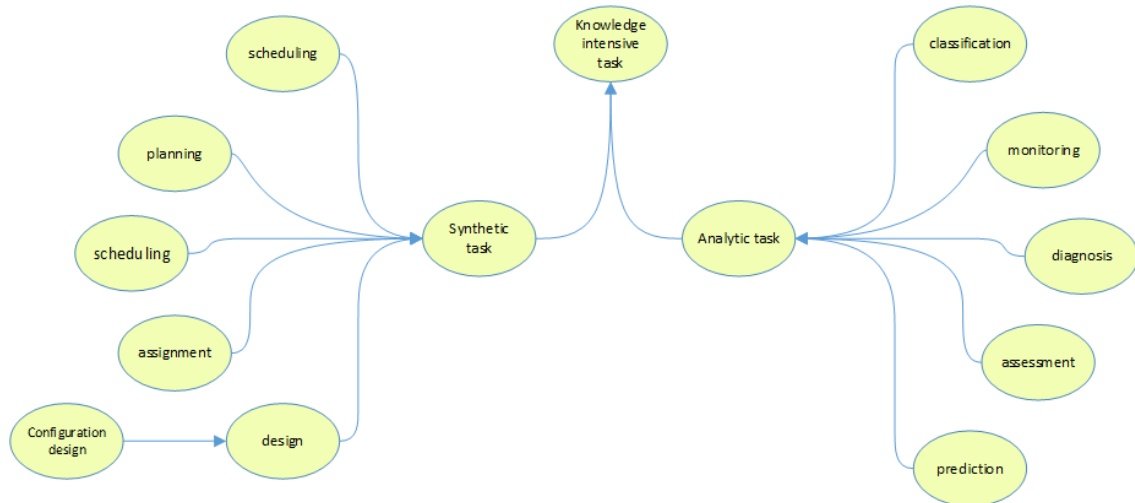 Knowledge
intensive
task
scheduling
classification
planning
monitoring
Synthetic
task
Analytic task
scheduling
diagnosis
assignment
assessment
Configuration
design
design
prediction